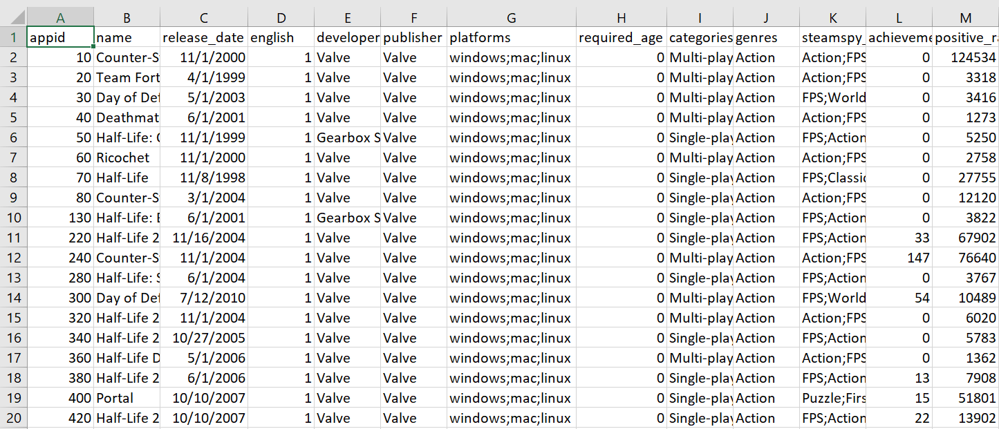 A B C D E F G H I J K L M
1 appid name release_date english developer publisher platforms required_age categories genres steamspy_ achieveme positive_ra
2 10 Counter-S 11/1/2000 1 Valve Valve windows;mac;linux 0 Multi-play Action Action;FPS 0 124534
3 20 Team Fort 4/1/1999 1 Valve Valve windows;mac;linux 0 Multi-play Action Action;FPS 0 3318
4 30 Day of Def 5/1/2003 1 Valve Valve windows;mac;linux 0 Multi-play Action FPS;World 0 3416
5 40 Deathmat 6/1/2001 1 Valve Valve windows;mac;linux 0 Multi-play Action Action;FPS 0 1273
6 50 Half-Life: 11/1/1999 1 Gearbox S Valve windows;mac;linux 0 Single-play Action FPS;Action 0 5250
7 60 Ricochet 11/1/2000 1 Valve Valve windows;mac;linux 0 Multi-play Action Action;FPS 0 2758
8 70 Half-Life 11/8/1998 1 Valve Valve windows;mac;linux 0 Single-play Action FPS;Classic 0 27755
9 80 Counter-S 3/1/2004 1 Valve Valve windows;mac;linux 0 Single-play Action Action;FPS 0 12120
10 130 Half-Life: 6/1/2001 1 Gearbox S Valve windows;mac;linux 0 Single-play Action FPS;Action 0 3822
11 220 Half-Life 2 11/16/2004 1 Valve Valve windows;mac;linux 0 Single-play Action FPS;Action 33 67902
12 240 Counter-S 11/1/2004 1 Valve Valve windows;mac;linux 0 Multi-play Action Action;FPS 147 76640
13 280 Half-Life: S 6/1/2004 1 Valve Valve windows;mac;linux 0 Single-play Action FPS;Action 0 3767
14 300 Day of Def 7/12/2010 1 Valve Valve windows;mac;linux 0 Multi-play Action FPS;World 54 10489
15 320 Half-Life 2 11/1/2004 1 Valve Valve windows;mac;linux 0 Multi-play Action Action;FPS 0 6020
16 340 Half-Life 2 10/27/2005 1 Valve Valve windows;mac;linux 0 Single-play Action FPS;Action 0 5783
17 360 Half-Life D 5/1/2006 1 Valve Valve windows;mac;linux 0 Multi-play Action Action;FPS 0 1362
18 380 Half-Life 2 6/1/2006 1 Valve Valve windows;mac;linux 0 Single-play Action FPS;Action 13 7908
19 400 Portal 10/10/2007 1 Valve Valve windows;mac;linux 0 Single-play Action Puzzle;Firs 15 51801
20 420 Half-Life 2 10/10/2007 1 Valve Valve windows;mac;linux 0 Single-play Action FPS;Action 22 13902